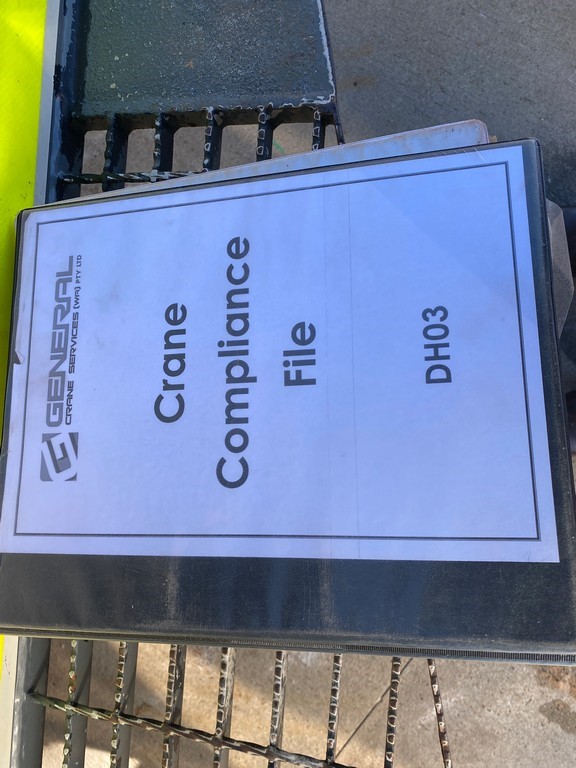 GENERAL
CRANE SERVICES (WA) PTY LTD
Crane
Compliance
File
DH03